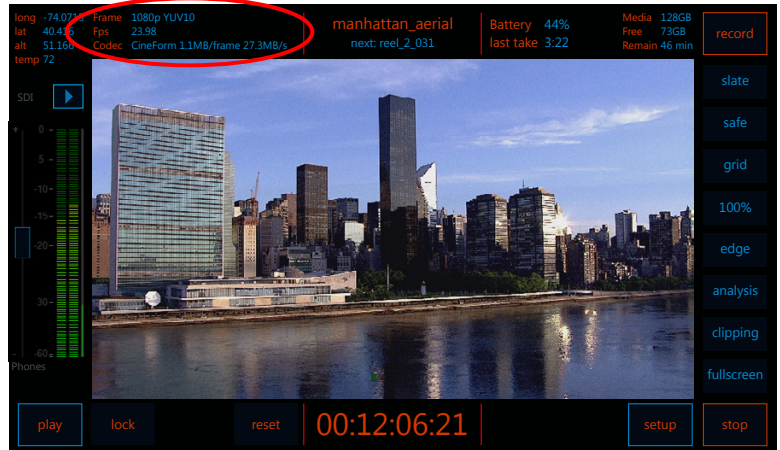 long -74.071
lat 40.416
alt 51.166
temp 72
Frame 1080p YUV10
Fps 23.98
Codec CineForm 1.1MB/frame 27.3MB/s
manhattan_aerial
next: reel_2_031
Battery 44%
last take 3:22
Media 128GB
Free 73GB
Remain 46 min
record
SDI
slate
safe
grid
100%
edge
analysis
clipping
fullscreen
+ 0 -
5 -
-10-
-15-
-20-
-30-
- -60-
Phones
play
lock
reset
00:12:06:21
setup
stop